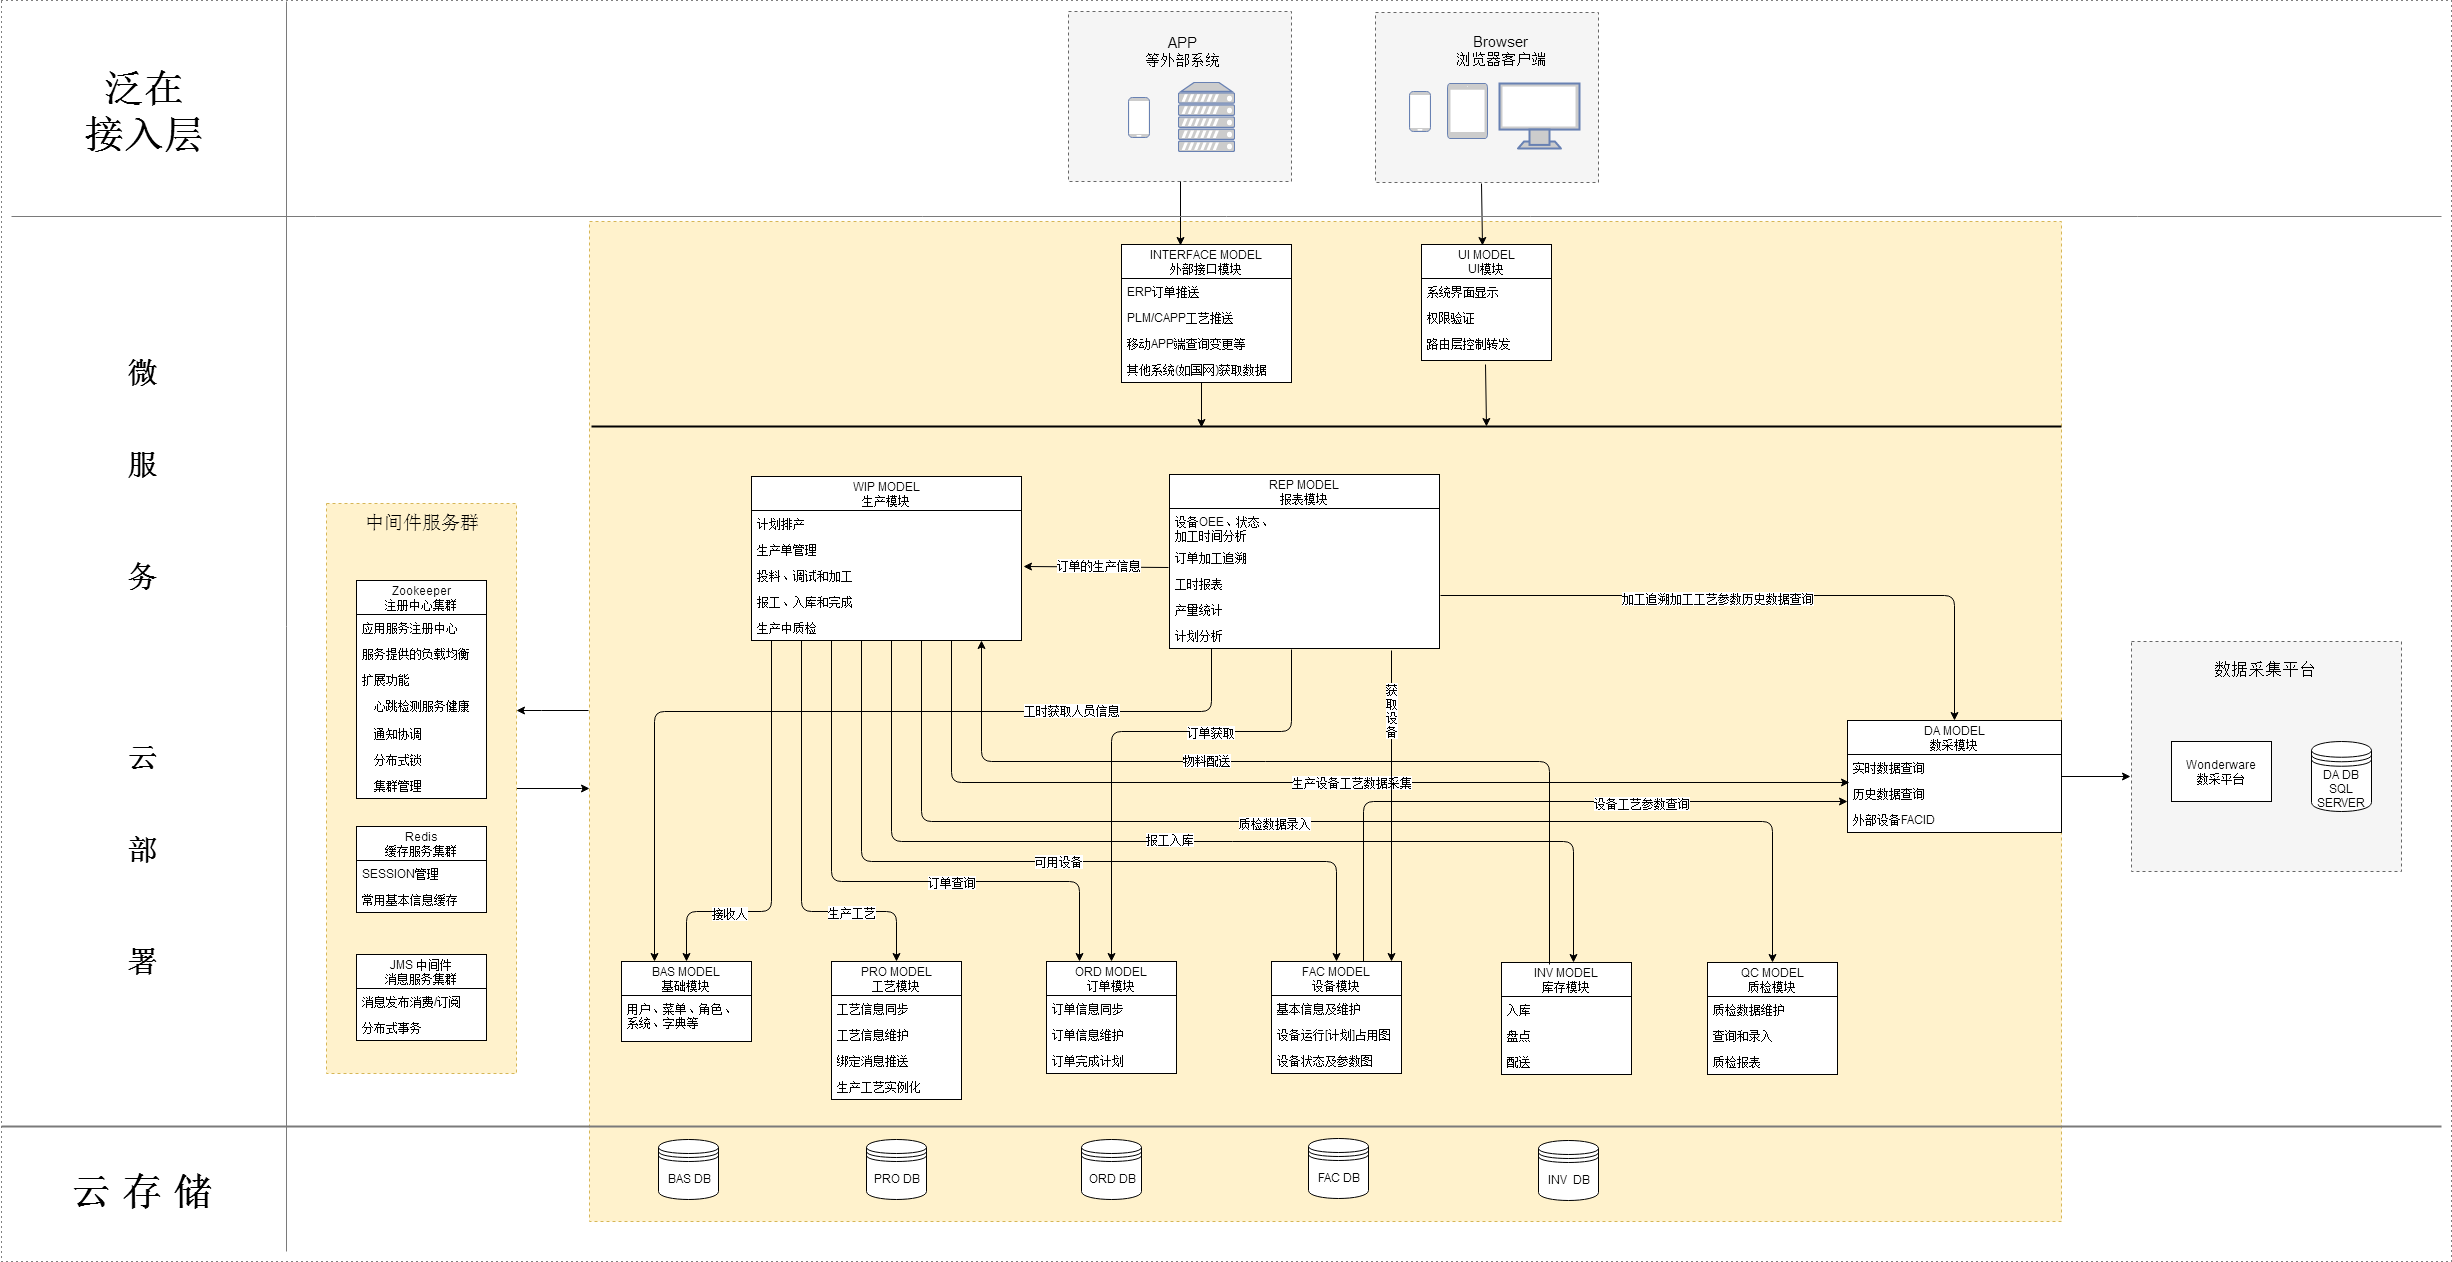 泛在
接入层
APP
等外部系统
Browser
浏览器客户端
微
服
务
云
部
署
INTERFACE MODEL
外部接口模块
ERP订单推送
PLM/CAPP工艺推送
移动APP端查询变更等
其他系统(如国网)获取数据
UI MODEL
UI模块
系统界面显示
权限验证
路由层控制转发
中间件服务群
Zookeeper
注册中心集群
应用服务注册中心
服务提供的负载均衡
扩展功能
心跳检测服务健康
通知协调
分布式锁
集群管理
Redis
缓存服务集群
SESSION管理
常用基本信息缓存
JMS 中间件
消息服务集群
消息发布消费/订阅
分布式事务
WIP MODEL
生产模块
计划排产
生产单管理
投料、调试和加工
报工、入库和完成
生产中质检
REP MODEL
报表模块
设备OEE、状态、
加工时间分析
订单加工追溯
工时报表
产量统计
计划分析
订单的生产信息
加工追溯加工工艺参数历史数据查询
工时获取人员信息
订单获取
获
取
设
备
物料配送
生产设备工艺数据采集
设备工艺参数查询
质检数据录入
报工入库
可用设备
订单查询
接收人
生产工艺
DA MODEL
数采模块
实时数据查询
历史数据查询
外部设备FACID
数据采集平台
Wonderware
数采平台
DA DB
SQL
SERVER
BAS MODEL
基础模块
用户、菜单、角色、
系统、字典等
PRO MODEL
工艺模块
工艺信息同步
工艺信息维护
绑定消息推送
生产工艺实例化
ORD MODEL
订单模块
订单信息同步
订单信息维护
订单完成计划
FAC MODEL
设备模块
基本信息及维护
设备运行[计划]占用图
设备状态及参数图
INV MODEL
库存模块
入库
盘点
配送
QC MODEL
质检模块
质检数据维护
查询和录入
质检报表
云存储
BAS DB
PRO DB
ORD DB
FAC DB
INV DB